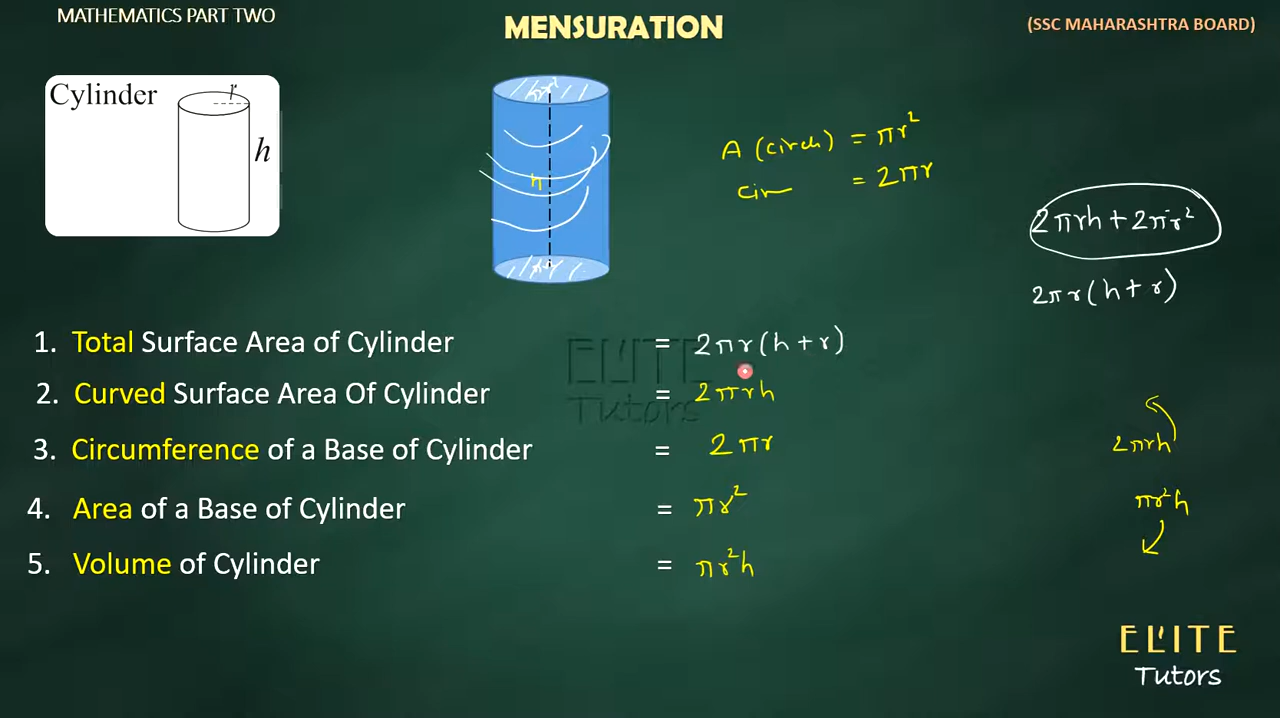 MATHEMATICS PART TWO
MENSURATION
(SSC MAHARASHTRA BOARD)
Cylinder
r
h
πr²
h
πr²
A (circle) = πr²
Cir = 2πr
2πrh + 2πr²
2πr(h + r)
1. Total Surface Area of Cylinder = 2πr(h + r)
2. Curved Surface Area Of Cylinder = 2πrh
3. Circumference of a Base of Cylinder = 2πr
4. Area of a Base of Cylinder = πr²
5. Volume of Cylinder = πr²h
2πrh
πr²h
ELITE
Tutors
ELITE
Tutors